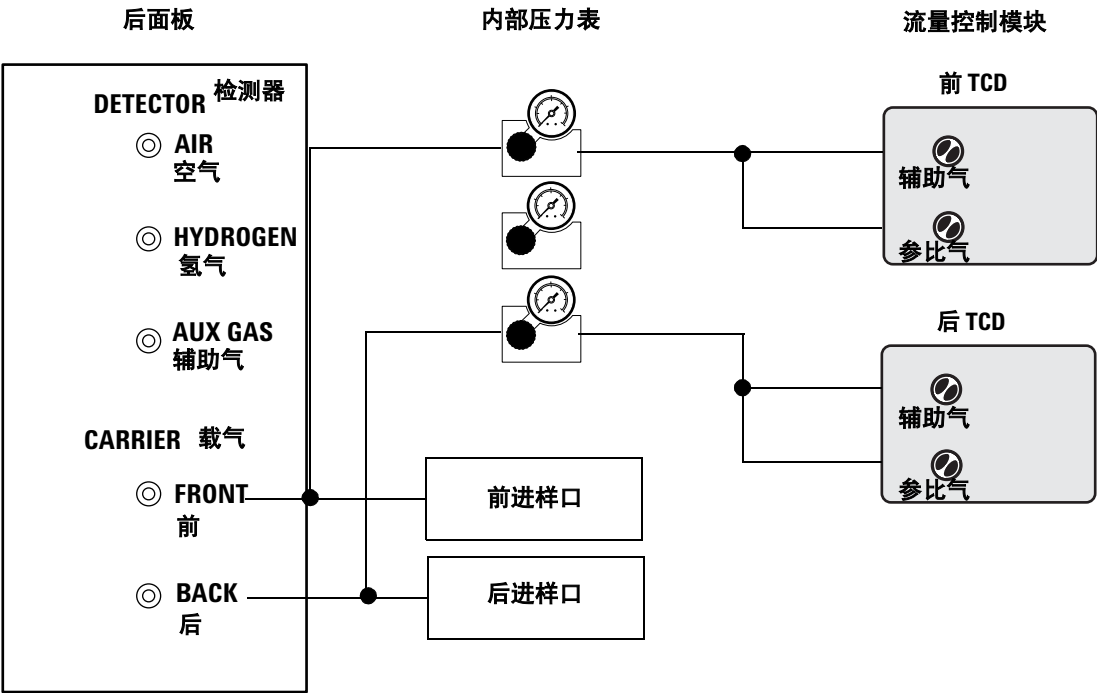 后面板
内部压力表
流量控制模块
DETECTOR 检测器
AIR
空气
HYDROGEN
氢气
AUX GAS
辅助气
CARRIER 载气
FRONT
前
BACK
后
前进样口
后进样口
前 TCD
辅助气
参比气
后 TCD
辅助气
参比气